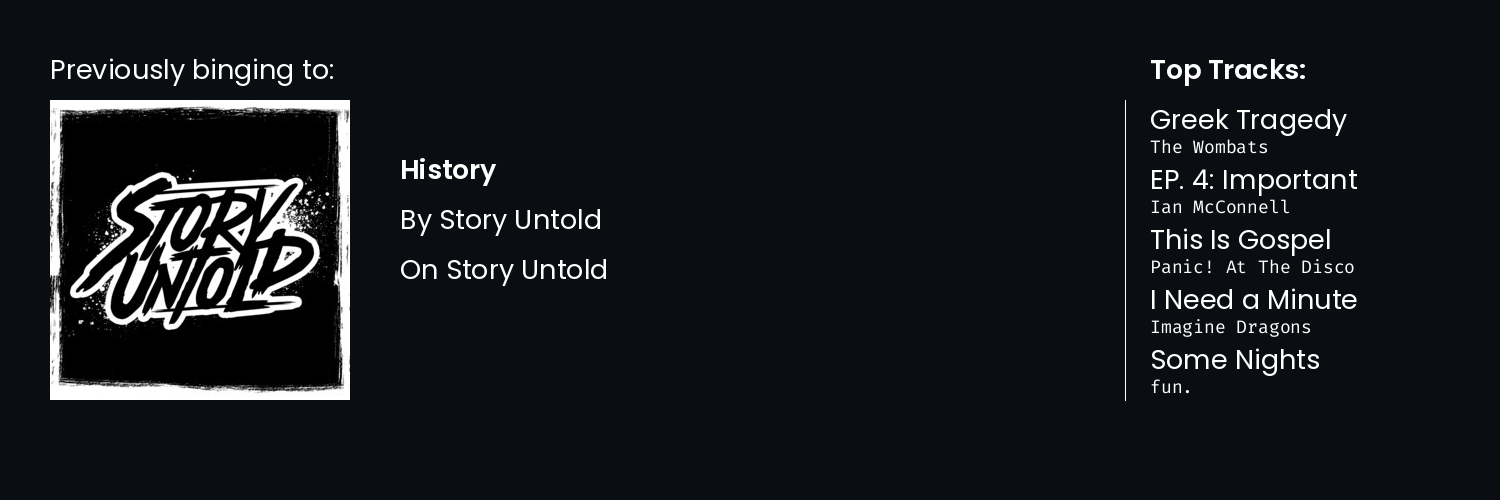 Previously binging to:
STORY
UNTOLD
History
By Story Untold
On Story Untold
Top Tracks:
Greek Tragedy
The Wombats
EP. 4: Important
Ian McConnell
This Is Gospel
Panic! At The Disco
I Need a Minute
Imagine Dragons
Some Nights
fun.